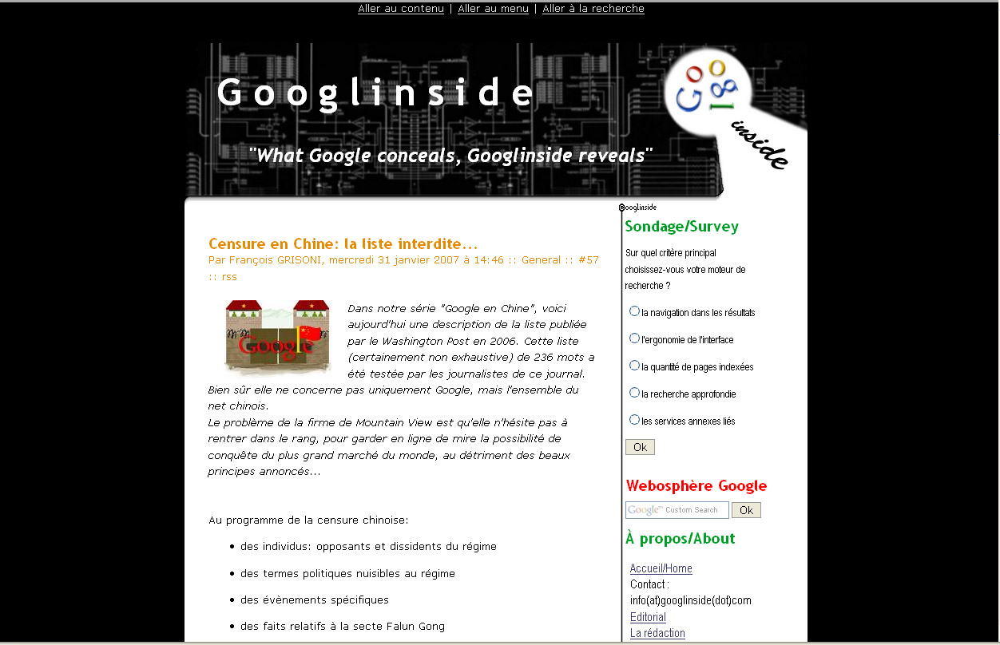 Aller au contenu | Aller au menu | Aller à la recherche
Googlinside
"What Google conceals, Googlinside reveals"
Google
inside
Censure en Chine: la liste interdite...
Par François GRISONI, mercredi 31 janvier 2007 à 14:46 :: General :: #57
:: rss
Google
Dans notre série "Google en Chine", voici
aujourd'hui une description de la liste publiée
par le Washington Post en 2006. Cette liste
(certainement non exhaustive) de 236 mots a
été testée par les journalistes de ce journal.
Bien sûr elle ne concerne pas uniquement Google, mais l'ensemble du
net chinois.
Le problème de la firme de Mountain View est qu'elle n'hésite pas à
rentrer dans le rang, pour garder en ligne de mire la possibilité de
conquête du plus grand marché du monde, au détriment des beaux
principes annoncés...
Au programme de la censure chinoise:
• des individus: opposants et dissidents du régime
• des termes politiques nuisibles au régime
• des évènements spécifiques
• des faits relatifs à la secte Falun Gong
Googlinside
Sondage/Survey
Sur quel critère principal
choisissez-vous votre moteur de
recherche ?
la navigation dans les résultats
l'ergonomie de l'interface
la quantité de pages indexées
la recherche approfondie
les services annexes liés
Ok
Webosphère Google
Google™ Custom Search Ok
À propos/About
Accueil/Home
Contact :
info(at)googlinside(dot)com
Editorial
La rédaction